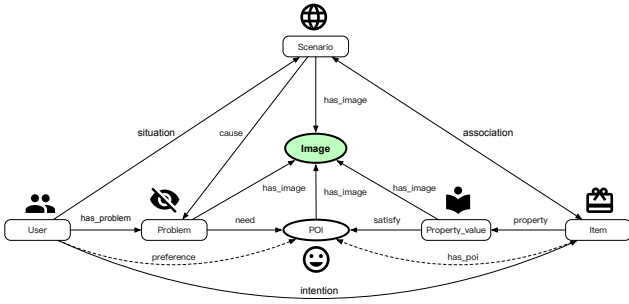 Scenario
has_image
situation
cause
association
Image
has_image
has_image
has_image
has_problem
need
satisfy
property
User
Problem
POI
Property_value
Item
preference
has_poi
intention